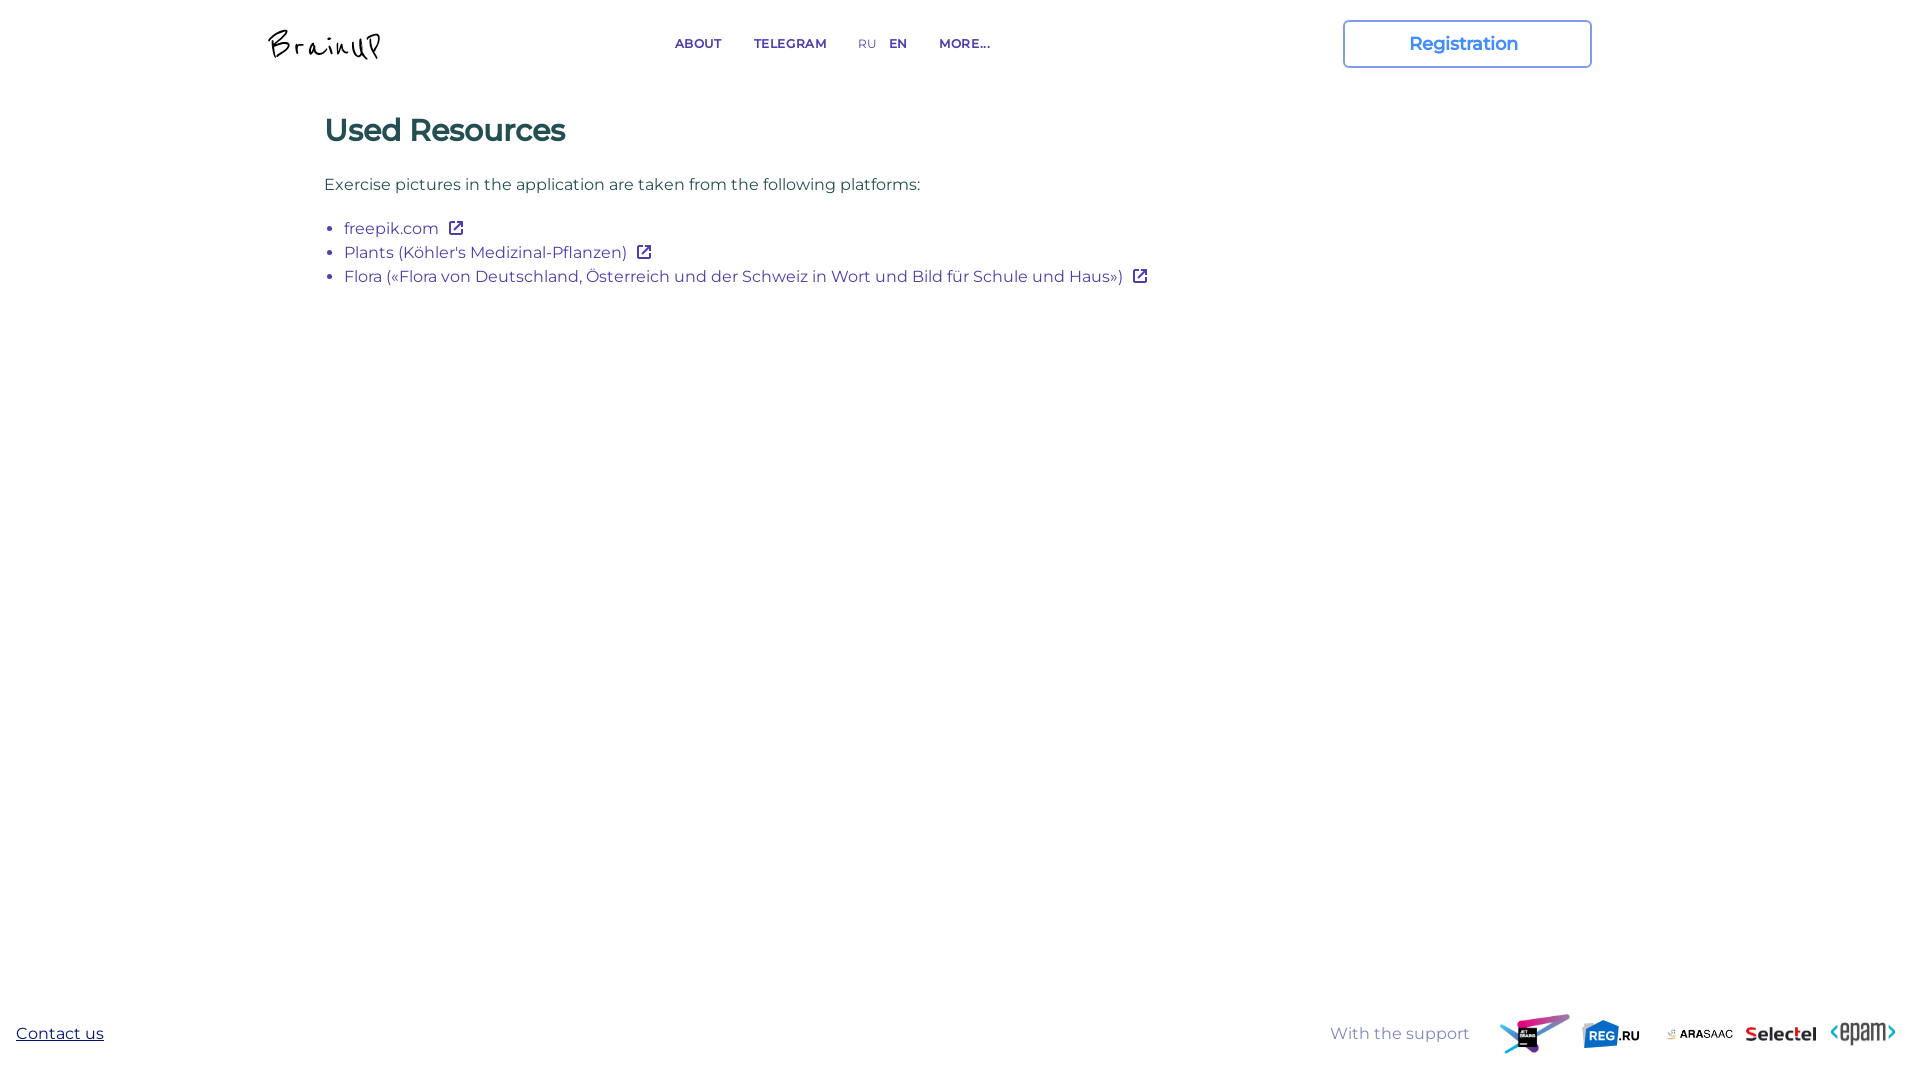 BrainUP
ABOUT
TELEGRAM
RU
EN
MORE...
Registration
Used Resources
Exercise pictures in the application are taken from the following platforms:
freepik.com
Plants (Köhler's Medizinal-Pflanzen)
Flora («Flora von Deutschland, Österreich und der Schweiz in Wort und Bild für Schule und Haus»)
Contact us
With the support
JET
BRAINS
REG.RU
ARASAAC
Selectel
<epam>